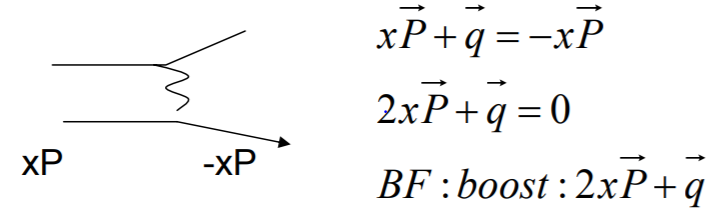 x\vec{P} + \vec{q} = -x\vec{P}
2x\vec{P} + \vec{q} = 0
BF : boost : 2x\vec{P} + \vec{q}
xP -xP